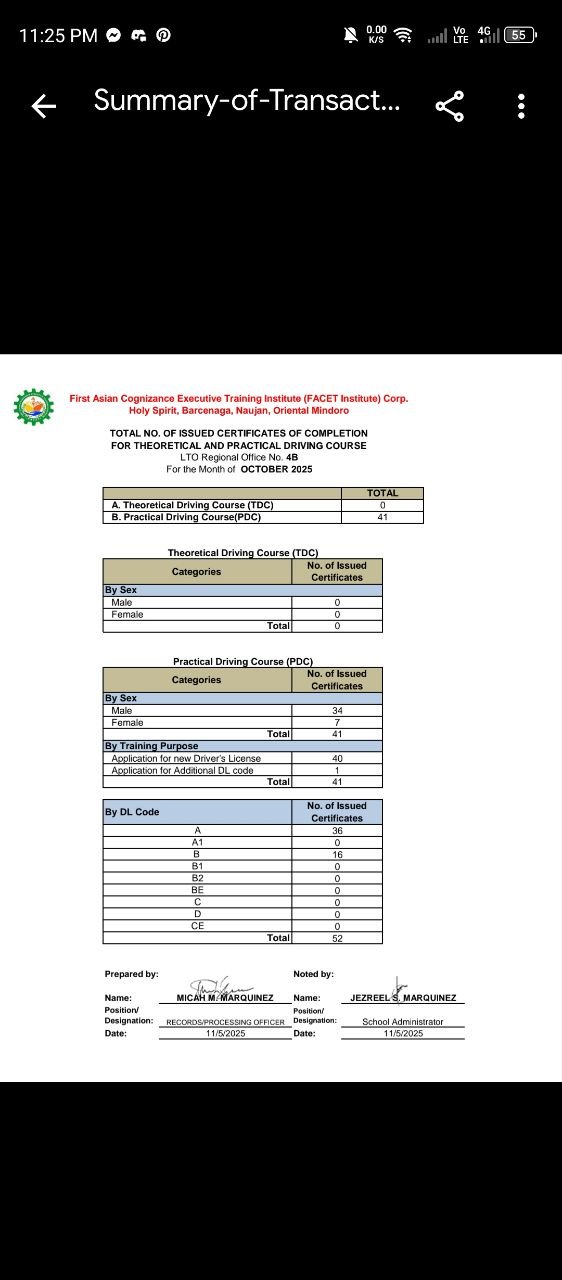 11:25 PM
0.00 K/S
Vo LTE
4G
55
Summary-of-Transact...
First Asian Cognizance Executive Training Institute (FACET Institute) Corp.
Holy Spirit, Barcenaga, Naujan, Oriental Mindoro
TOTAL NO. OF ISSUED CERTIFICATES OF COMPLETION
FOR THEORETICAL AND PRACTICAL DRIVING COURSE
LTO Regional Office No. 4B
For the Month of OCTOBER 2025
TOTAL
A. Theoretical Driving Course (TDC) 0
B. Practical Driving Course(PDC) 41
Theoretical Driving Course (TDC)
Categories No. of Issued Certificates
By Sex
Male 0
Female 0
Total 0
Practical Driving Course (PDC)
Categories No. of Issued Certificates
By Sex
Male 34
Female 7
Total 41
By Training Purpose
Application for new Driver's License 40
Application for Additional DL code 1
Total 41
By DL Code No. of Issued Certificates
A 36
A1 0
B 16
B1 0
B2 0
BE 0
C 0
D 0
CE 0
Total 52
Prepared by: Noted by:
Name: MICAH M. MARQUINEZ Name: JEZREEL S. MARQUINEZ
Position/ Designation: RECORDS/PROCESSING OFFICER Position/ Designation: School Administrator
Date: 11/5/2025 Date: 11/5/2025